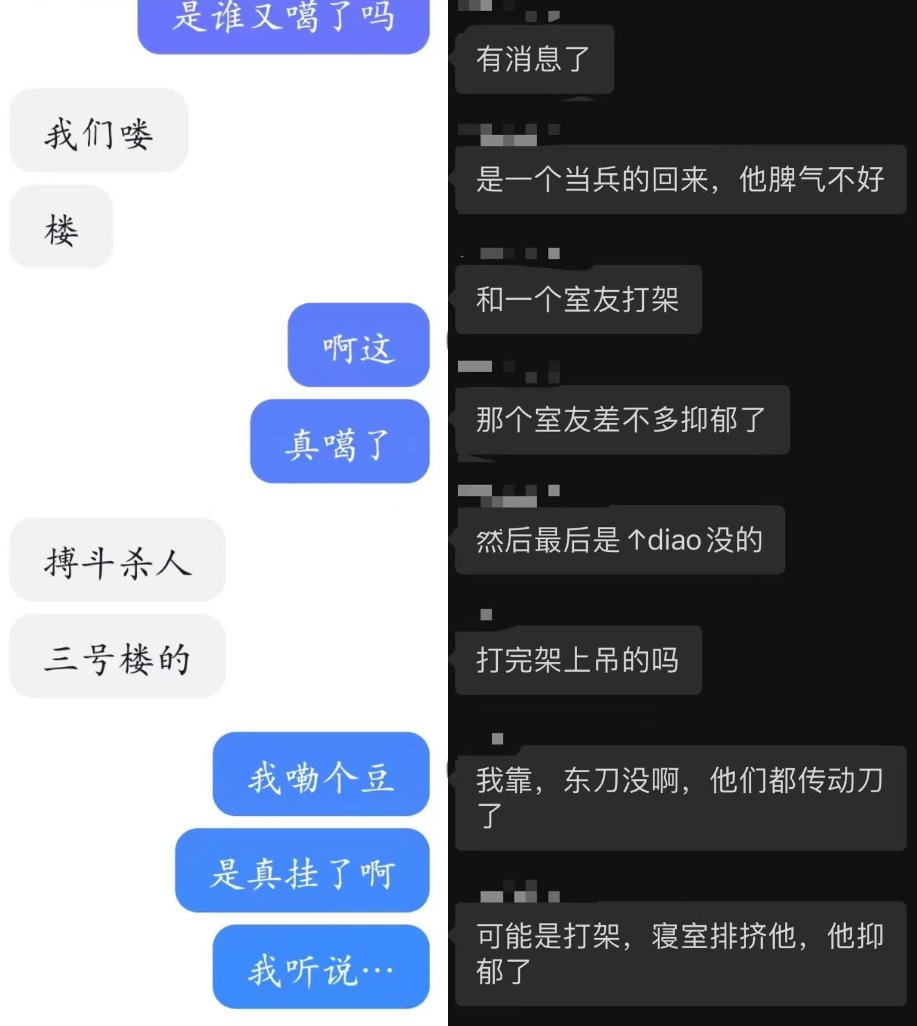 是谁又噶了吗
我们喽
楼
啊这
真噶了
搏斗杀人
三号楼的
我嘞个豆
是真挂了啊
我听说…
有消息了
是一个当兵的回来，他脾气不好
和一个室友打架
那个室友差不多抑郁了
然后最后是↑diao没的
打完架上吊的吗
我靠，东刀没啊，他们都传动刀
了
可能是打架，寝室排挤他，他抑
郁了